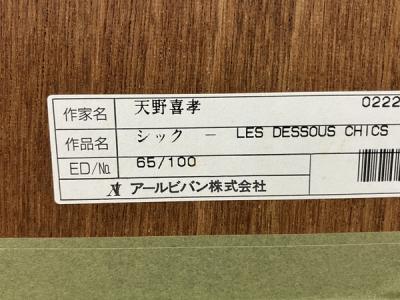 作家名 天野喜孝 0222
作品名 シック － LES DESSOUS CHICS
ED/№ 65/100
アールビバン株式会社